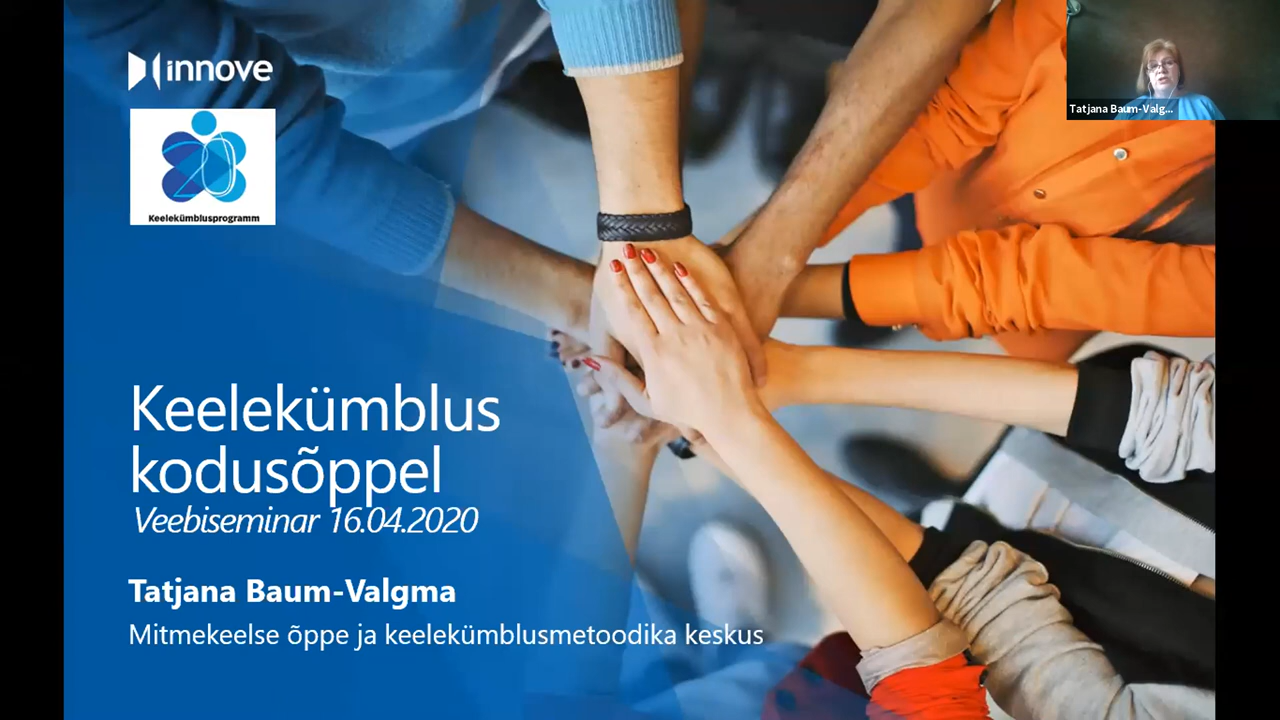 innove
20
Keelekümblusprogramm
Tatjana Baum-Valg...
Keelekümblus
kodusõppel
Veebiseminar 16.04.2020
Tatjana Baum-Valgma
Mitmekeelse õppe ja keelekümblusmetoodika keskus